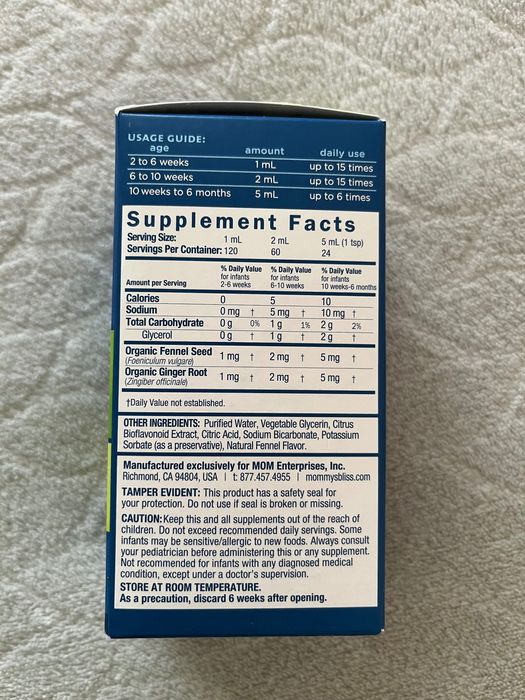 USAGE GUIDE:
age amount daily use
2 to 6 weeks 1 mL up to 15 times
6 to 10 weeks 2 mL up to 15 times
10 weeks to 6 months 5 mL up to 6 times
Supplement Facts
Serving Size: 1 mL 2 mL 5 mL (1 tsp)
Servings Per Container: 120 60 24
Amount per Serving % Daily Value for infants 2-6 weeks % Daily Value for infants 6-10 weeks % Daily Value for infants 10 weeks-6 months
Calories 0 5 10
Sodium 0 mg † 5 mg † 10 mg †
Total Carbohydrate 0 g 0% 1 g 1% 2 g 2%
Glycerol 0 g † 1 g † 2 g †
Organic Fennel Seed 1 mg † 2 mg † 5 mg †
(Foeniculum vulgare)
Organic Ginger Root 1 mg † 2 mg † 5 mg †
(Zingiber officinale)
†Daily Value not established.
OTHER INGREDIENTS: Purified Water, Vegetable Glycerin, Citrus
Bioflavonoid Extract, Citric Acid, Sodium Bicarbonate, Potassium
Sorbate (as a preservative), Natural Fennel Flavor.
Manufactured exclusively for MOM Enterprises, Inc.
Richmond, CA 94804, USA | t: 877.457.4955 | mommysbliss.com
TAMPER EVIDENT: This product has a safety seal for
your protection. Do not use if seal is broken or missing.
CAUTION: Keep this and all supplements out of the reach of
children. Do not exceed recommended daily servings. Some
infants may be sensitive/allergic to new foods. Always consult
your pediatrician before administering this or any supplement.
Not recommended for infants with any diagnosed medical
condition, except under a doctor's supervision.
STORE AT ROOM TEMPERATURE.
As a precaution, discard 6 weeks after opening.